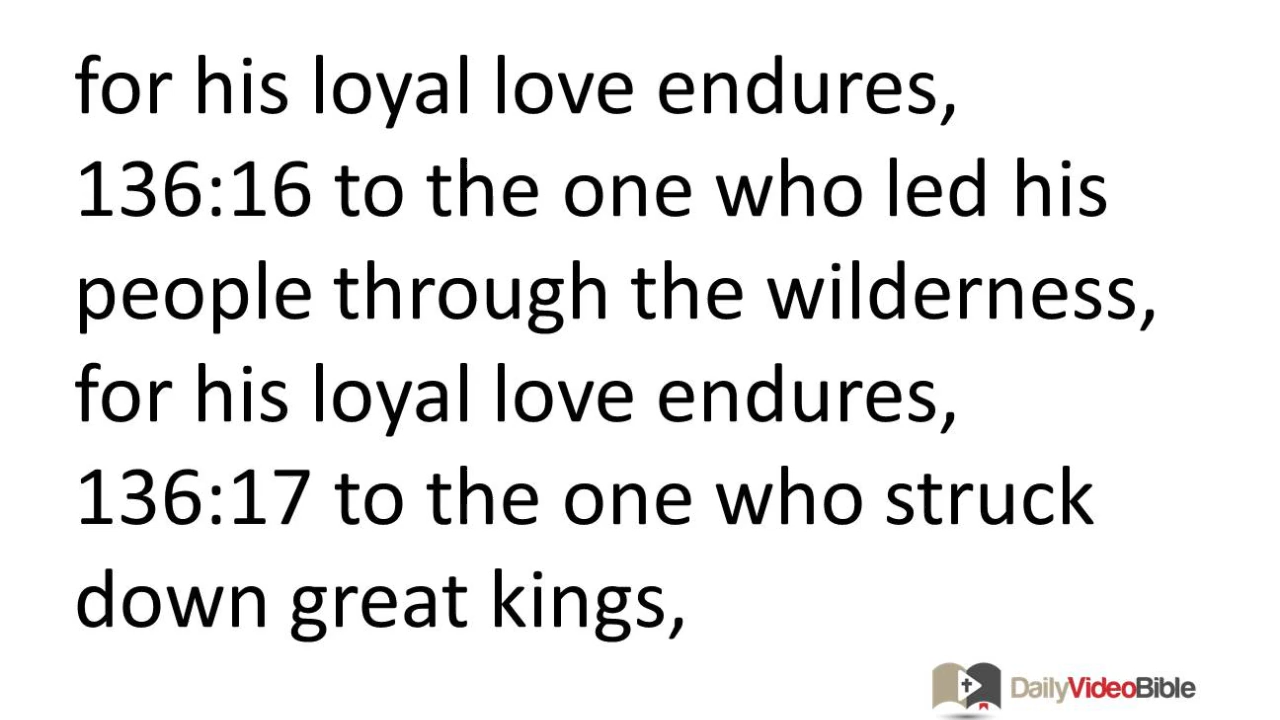 for his loyal love endures,
136:16 to the one who led his
people through the wilderness,
for his loyal love endures,
136:17 to the one who struck
down great kings,
DailyVideoBible